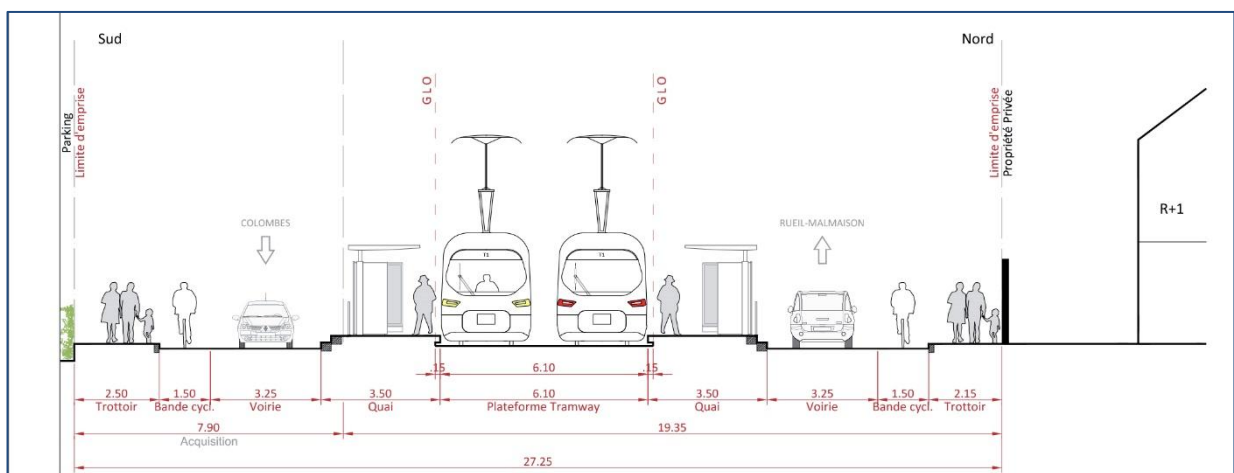 Sud
Nord
Parking
Limite d'emprise
G L O
G L O
Limite d'emprise
Propriété Privée
R+1
COLOMBES
RUEIL-MALMAISON
T1
T1
.15
6.10
.15
2.50
1.50
3.25
3.50
6.10
3.50
3.25
1.50
2.15
Trottoir
Bande cycl.
Voirie
Quai
Plateforme Tramway
Quai
Voirie
Bande cycl.
Trottoir
7.90
19.35
Acquisition
27.25